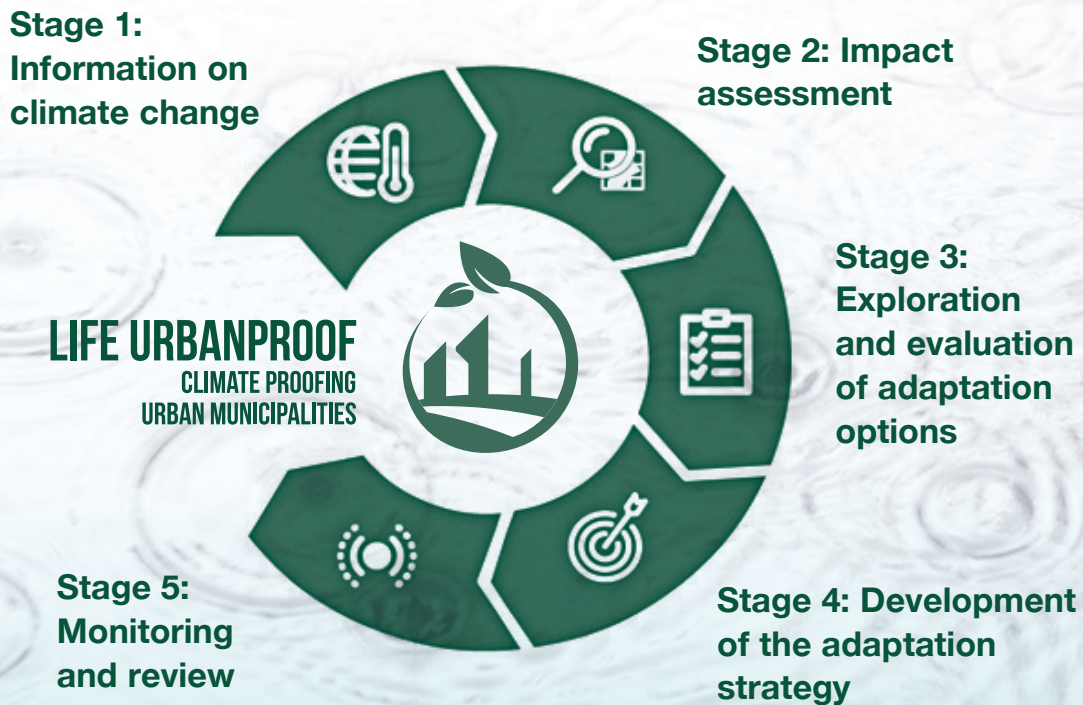 Stage 1:
Information on
climate change
Stage 2: Impact
assessment
Stage 3:
Exploration
and evaluation
of adaptation
options
LIFE URBANPROOF
CLIMATE PROOFING
URBAN MUNICIPALITIES
Stage 4: Development
of the adaptation
strategy
Stage 5:
Monitoring
and review